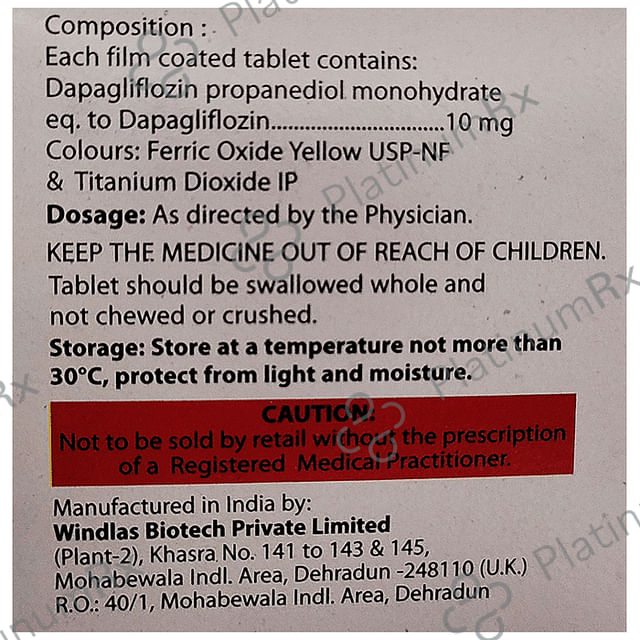 Composition :
Each film coated tablet contains:
Dapagliflozin propanediol monohydrate
eq. to Dapagliflozin..............................10 mg
Colours: Ferric Oxide Yellow USP-NF
& Titanium Dioxide IP
Dosage: As directed by the Physician.
KEEP THE MEDICINE OUT OF REACH OF CHILDREN.
Tablet should be swallowed whole and
not chewed or crushed.
Storage: Store at a temperature not more than
30°C, protect from light and moisture.
CAUTION:
Not to be sold by retail without the prescription
of a Registered Medical Practitioner.
Manufactured in India by:
Windlas Biotech Private Limited
(Plant-2), Khasra No. 141 to 143 & 145,
Mohabewala Indl. Area, Dehradun -248110 (U.K.)
R.O.: 40/1, Mohabewala Indl. Area, Dehradun
PlatinumRx
PlatinumRx
PlatinumRx